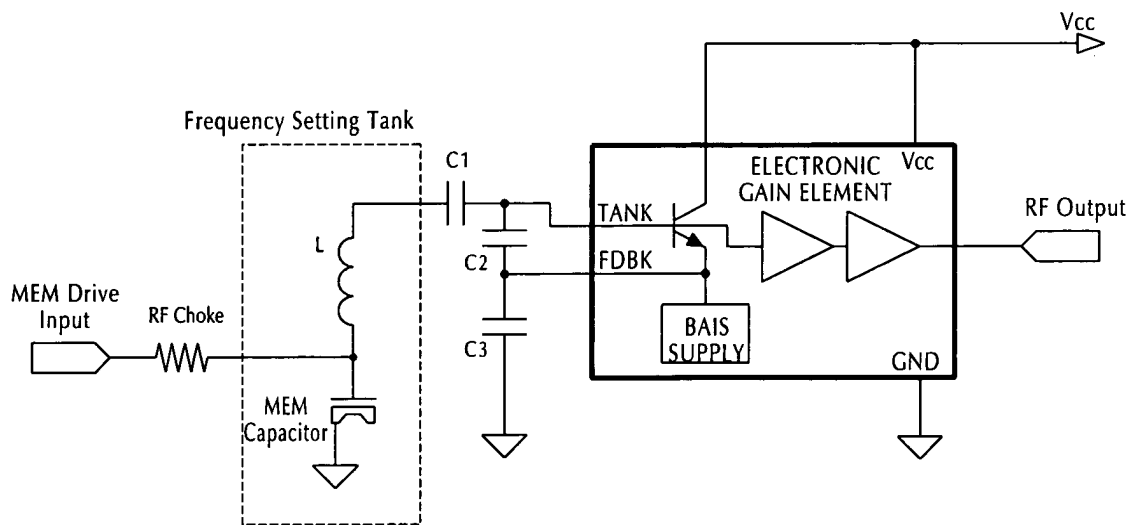 Vcc
Frequency Setting Tank
C1
Vcc
ELECTRONIC
GAIN ELEMENT
TANK
RF Output
L
C2
FDBK
MEM Drive
Input
RF Choke
C3
BAIS
SUPPLY
GND
MEM
Capacitor